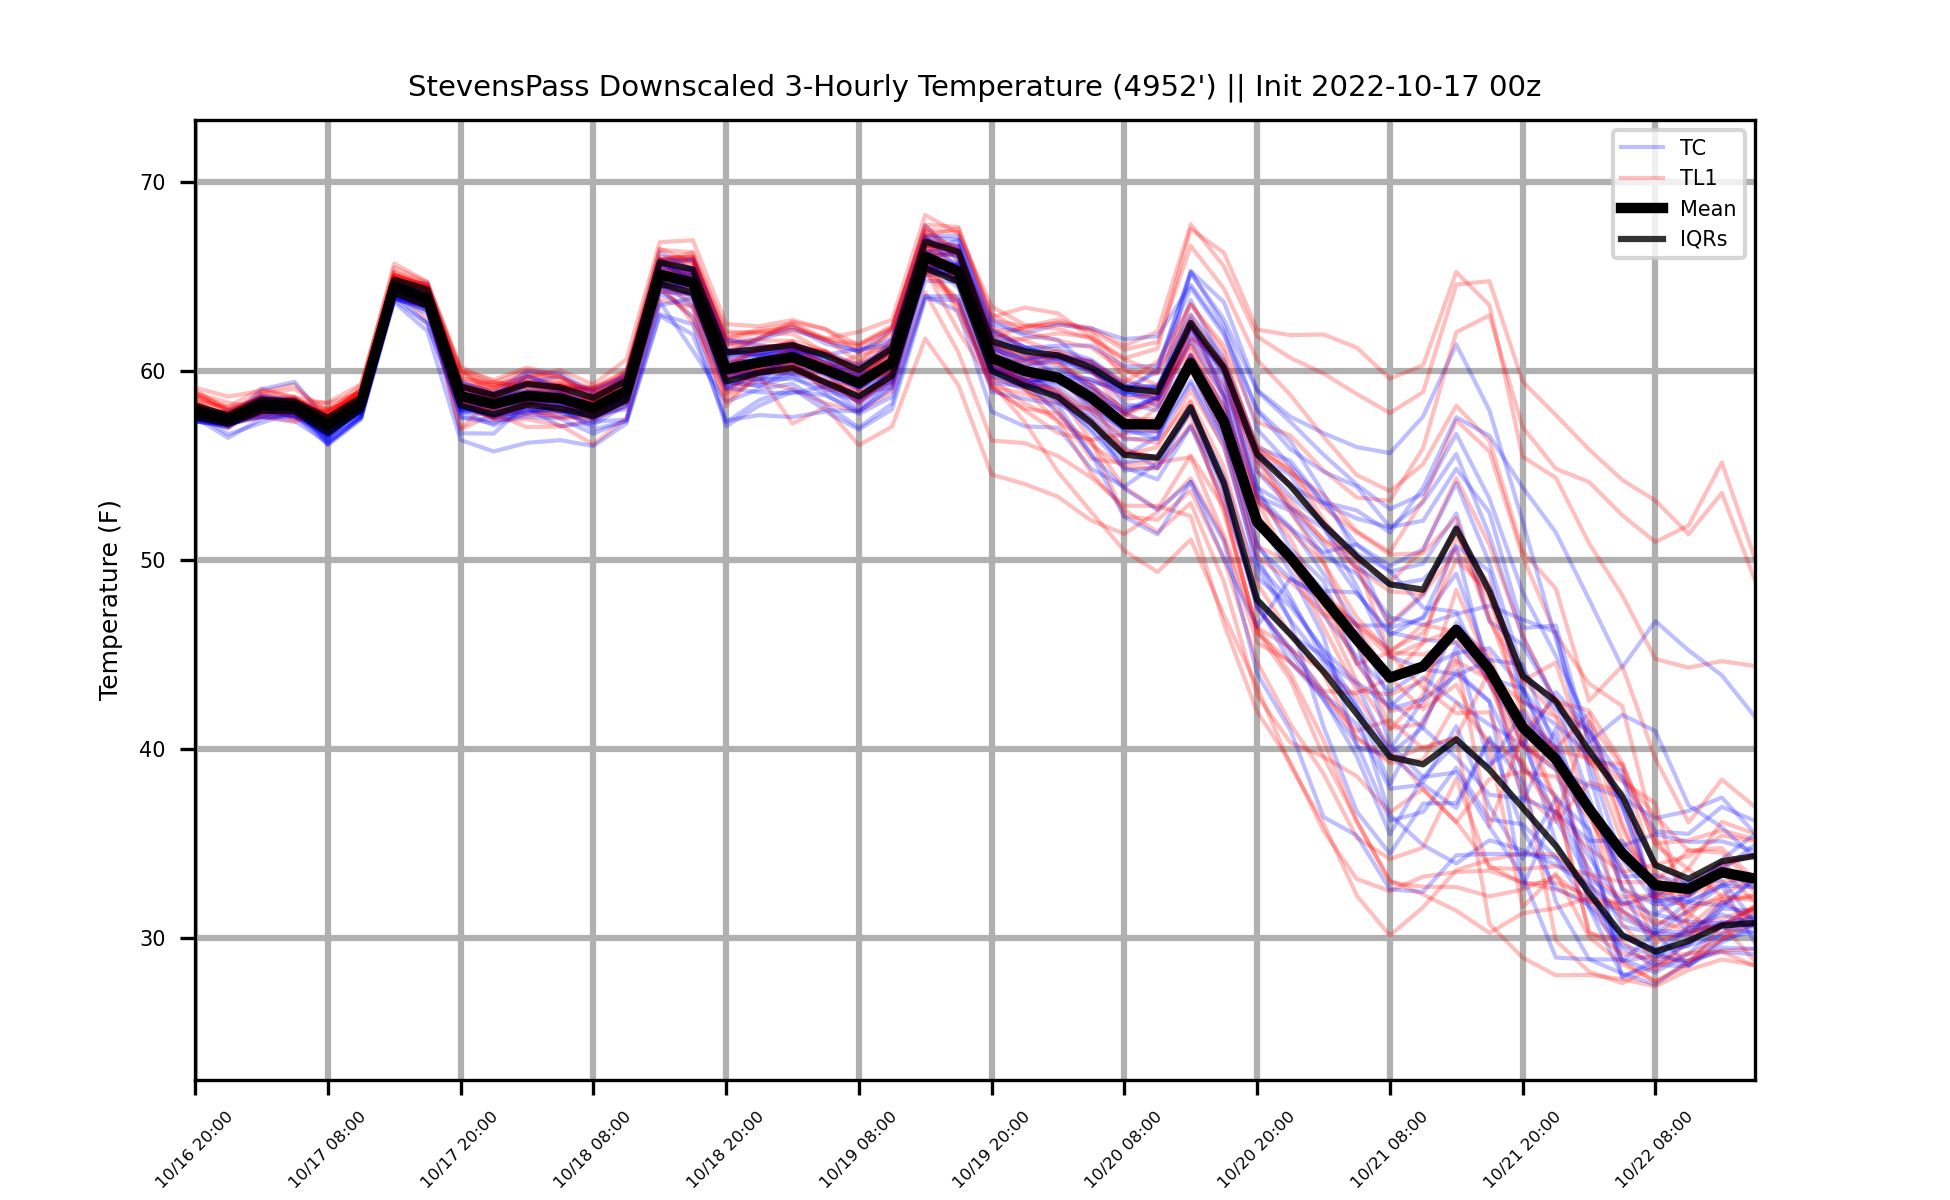 StevensPass Downscaled 3-Hourly Temperature (4952') || Init 2022-10-17 00z
TC
TL1
Mean
IQRs
Temperature (F)
70
60
50
40
30
10/16 20:00
10/17 08:00
10/17 20:00
10/18 08:00
10/18 20:00
10/19 08:00
10/19 20:00
10/20 08:00
10/20 20:00
10/21 08:00
10/21 20:00
10/22 08:00